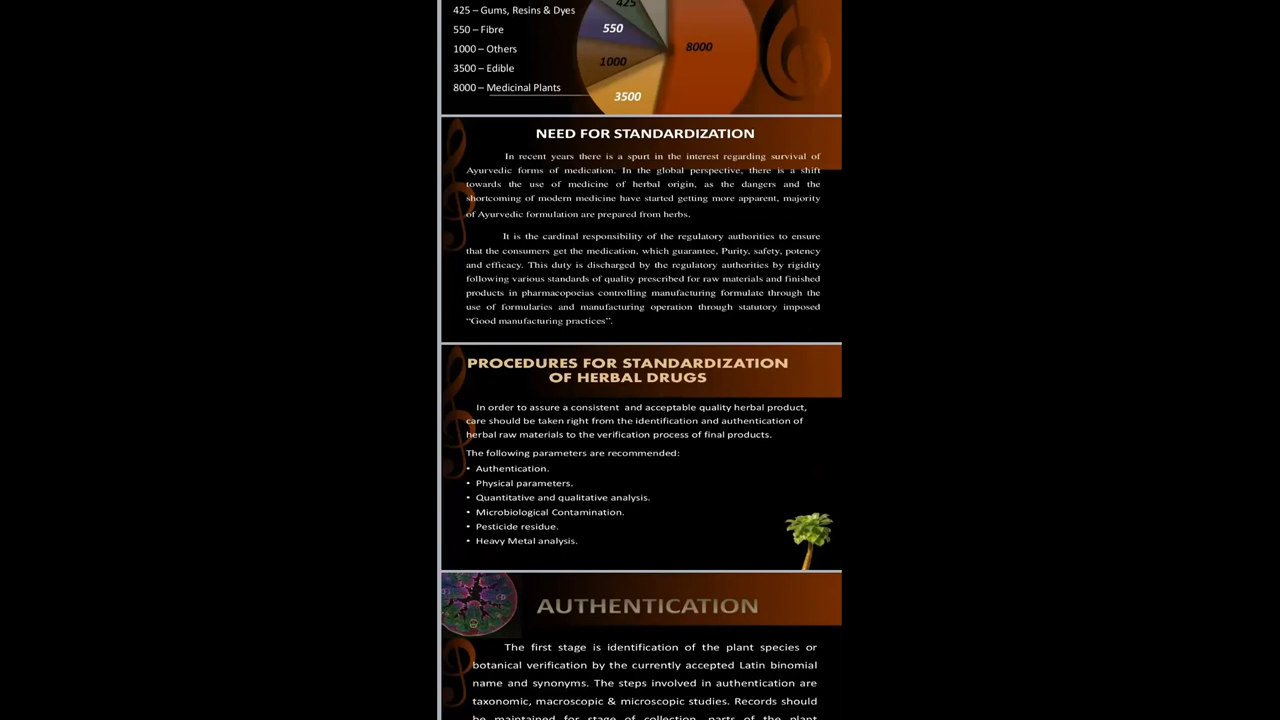 425 – Gums, Resins & Dyes
550 – Fibre
1000 – Others
3500 – Edible
8000 – Medicinal Plants
425
550
1000
3500
8000
NEED FOR STANDARDIZATION
In recent years there is a spurt in the interest regarding survival of
Ayurvedic forms of medication. In the global perspective, there is a shift
towards the use of medicine of herbal origin, as the dangers and the
shortcoming of modern medicine have started getting more apparent, majority
of Ayurvedic formulation are prepared from herbs.
It is the cardinal responsibility of the regulatory authorities to ensure
that the consumers get the medication, which guarantee, Purity, safety, potency
and efficacy. This duty is discharged by the regulatory authorities by rigidity
following various standards of quality prescribed for raw materials and finished
products in pharmacopoeias controlling manufacturing formulate through the
use of formularies and manufacturing operation through statutory imposed
“Good manufacturing practices”.
PROCEDURES FOR STANDARDIZATION
OF HERBAL DRUGS
In order to assure a consistent and acceptable quality herbal product,
care should be taken right from the identification and authentication of
herbal raw materials to the verification process of final products.
The following parameters are recommended:
• Authentication.
• Physical parameters.
• Quantitative and qualitative analysis.
• Microbiological Contamination.
• Pesticide residue.
• Heavy Metal analysis.
AUTHENTICATION
The first stage is identification of the plant species or
botanical verification by the currently accepted Latin binomial
name and synonyms. The steps involved in authentication are
taxonomic, macroscopic & microscopic studies. Records should
be maintained for stage of collection, parts of the plant